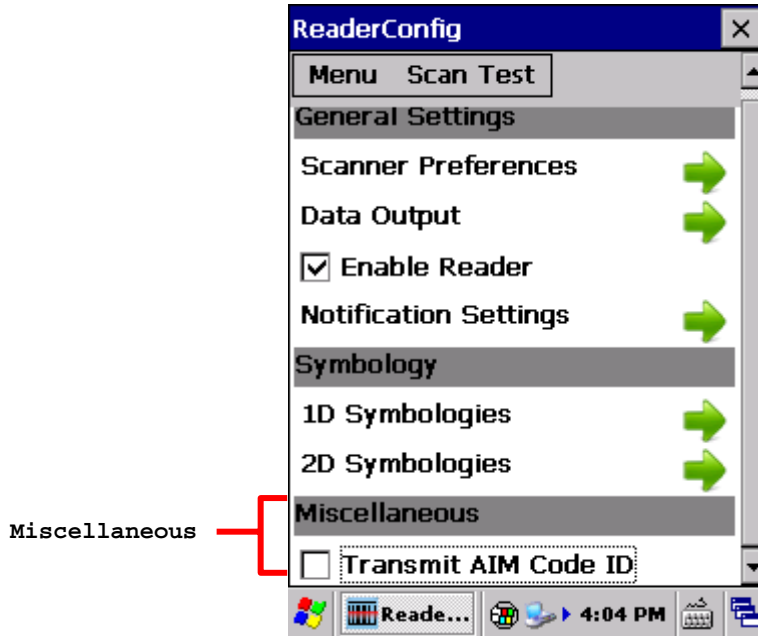 ReaderConfig
Menu Scan Test
General Settings
Scanner Preferences
Data Output
Enable Reader
Notification Settings
Symbology
1D Symbologies
2D Symbologies
Miscellaneous
Miscellaneous
Transmit AIM Code ID
Reade... 4:04 PM